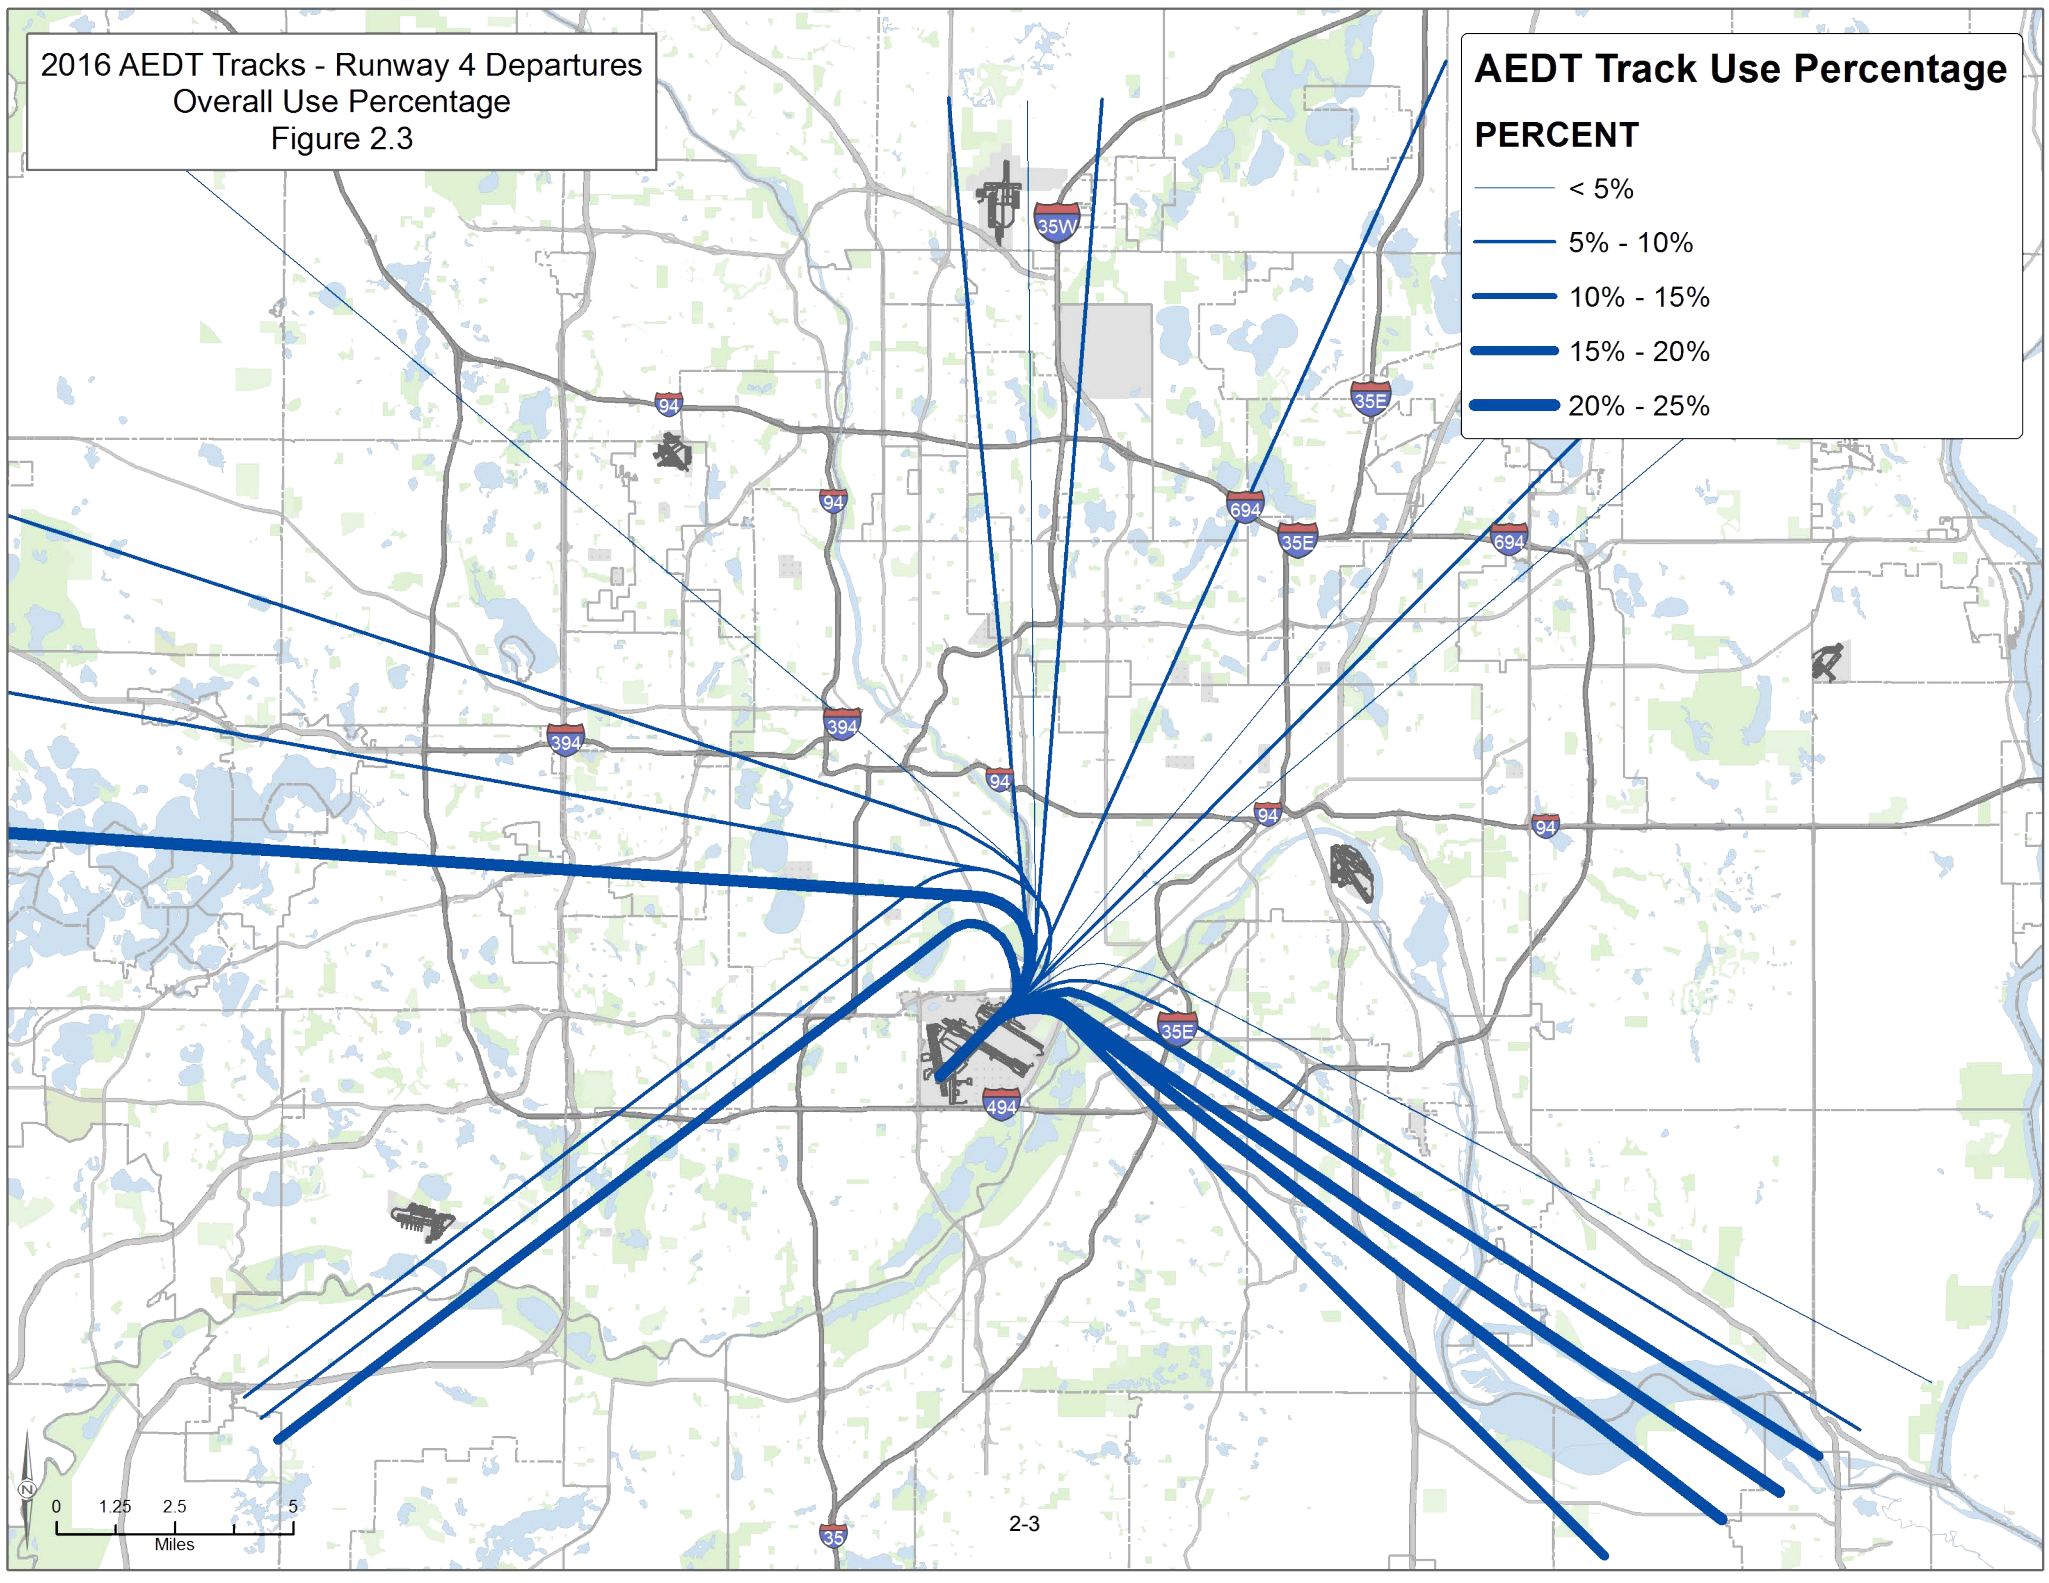 2016 AEDT Tracks - Runway 4 Departures
Overall Use Percentage
Figure 2.3
AEDT Track Use Percentage
PERCENT
< 5%
5% - 10%
10% - 15%
15% - 20%
20% - 25%
35W
35E
94
94
694
35E
694
394
394
94
94
94
35E
494
35
N
0 1.25 2.5 5
Miles
2-3